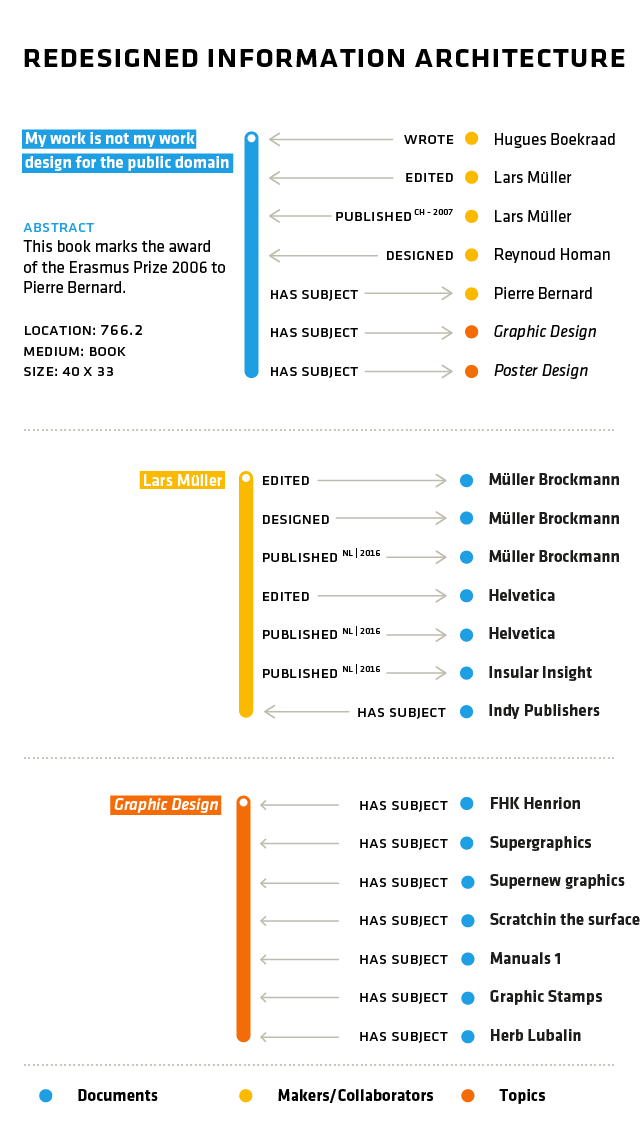 REDESIGNED INFORMATION ARCHITECTURE
My work is not my work
design for the public domain
ABSTRACT
This book marks the award
of the Erasmus Prize 2006 to
Pierre Bernard.
LOCATION: 766.2
MEDIUM: BOOK
SIZE: 40 X 33
WROTE Hugues Boekraad
EDITED Lars Müller
PUBLISHED CH - 2007 Lars Müller
DESIGNED Reynoud Homan
HAS SUBJECT Pierre Bernard
HAS SUBJECT Graphic Design
HAS SUBJECT Poster Design
Lars Müller
EDITED Müller Brockmann
DESIGNED Müller Brockmann
PUBLISHED NL | 2016 Müller Brockmann
EDITED Helvetica
PUBLISHED NL | 2016 Helvetica
PUBLISHED NL | 2016 Insular Insight
HAS SUBJECT Indy Publishers
Graphic Design
HAS SUBJECT FHK Henrion
HAS SUBJECT Supergraphics
HAS SUBJECT Supernew graphics
HAS SUBJECT Scratchin the surface
HAS SUBJECT Manuals 1
HAS SUBJECT Graphic Stamps
HAS SUBJECT Herb Lubalin
Documents Makers/Collaborators Topics